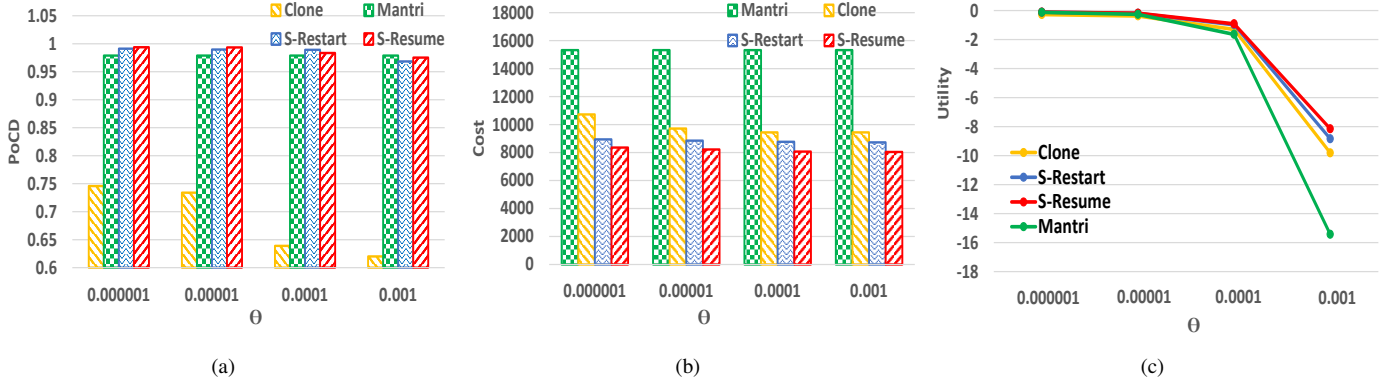 Clone Mantri
S-Restart S-Resume
1
0.95
0.9
0.85
0.8
0.75
0.7
0.65
0.6
PoCD
0.000001 0.00001 0.0001 0.001
Θ
(a)
Mantri Clone
S-Restart S-Resume
18000
16000
14000
12000
10000
8000
6000
4000
2000
0
Cost
0.000001 0.00001 0.0001 0.001
Θ
(b)
0
-2
-4
-6
-8
-10
-12
-14
-16
-18
Utility
Clone
S-Restart
S-Resume
Mantri
0.000001 0.00001 0.0001 0.001
Θ
(c)